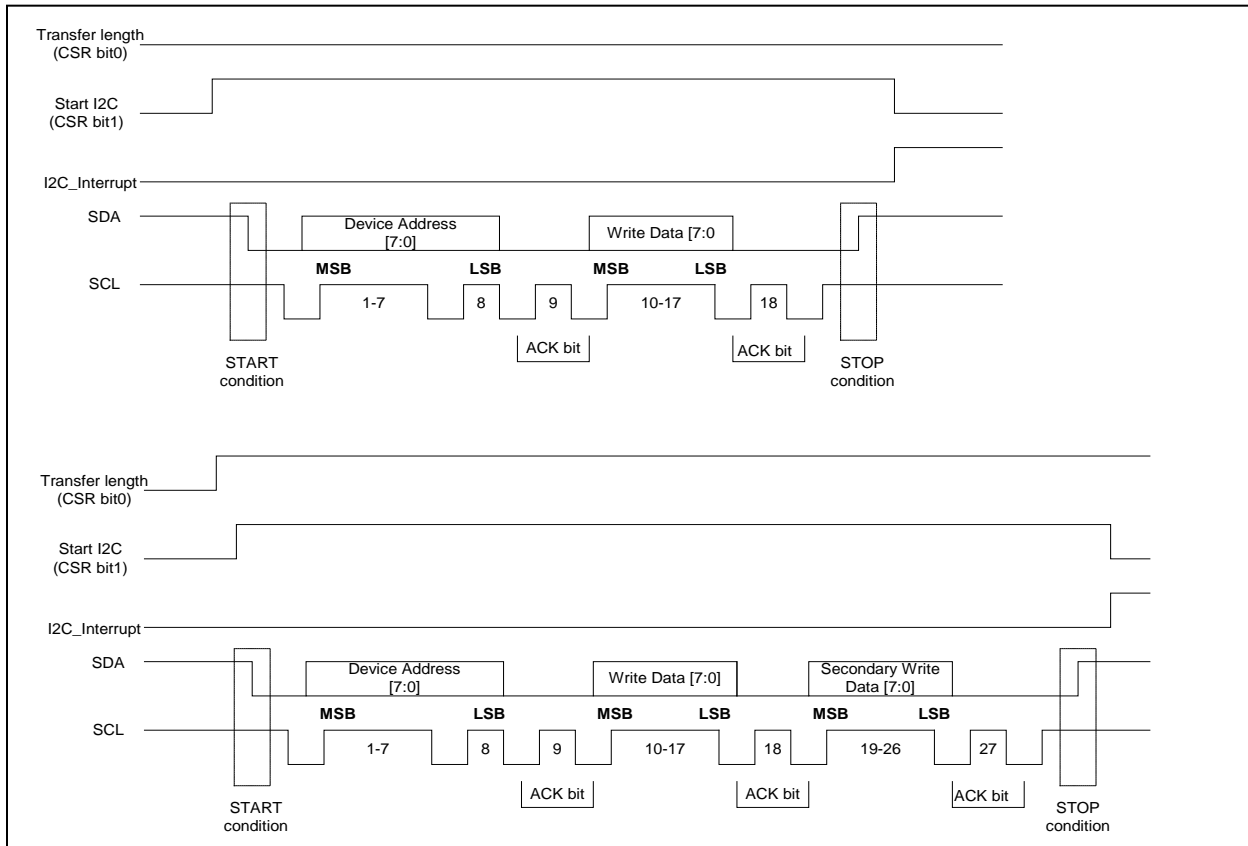 Transfer length
(CSR bit0)
Start I2C
(CSR bit1)
I2C_Interrupt
SDA
Device Address
[7:0]
Write Data [7:0
MSB
LSB
MSB
LSB
SCL
1-7
8
9
10-17
18
ACK bit
ACK bit
START
condition
STOP
condition
Transfer length
(CSR bit0)
Start I2C
(CSR bit1)
I2C_Interrupt
SDA
Device Address
[7:0]
Write Data [7:0]
Secondary Write
Data [7:0]
MSB
LSB
MSB
LSB
MSB
LSB
SCL
1-7
8
9
10-17
18
19-26
27
ACK bit
ACK bit
ACK bit
START
condition
STOP
condition